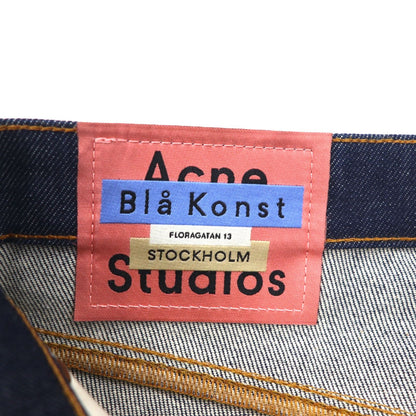 Acne
Blå Konst
FLORAGATAN 13
STOCKHOLM
Studios